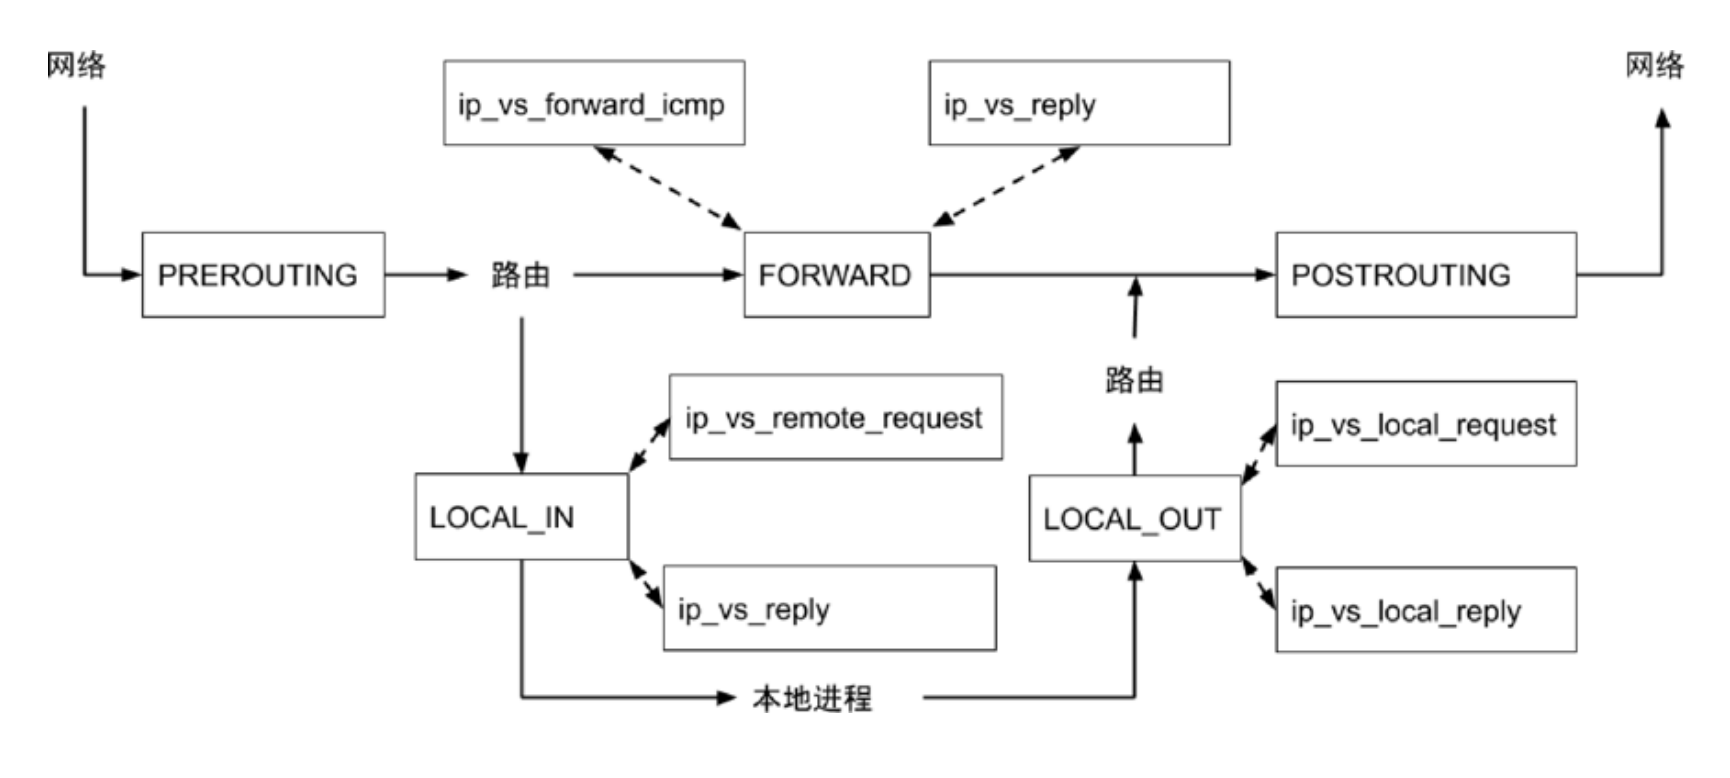 网络
网络
ip_vs_forward_icmp
ip_vs_reply
PREROUTING
路由
FORWARD
POSTROUTING
路由
ip_vs_remote_request
ip_vs_local_request
LOCAL_IN
LOCAL_OUT
ip_vs_reply
ip_vs_local_reply
本地进程